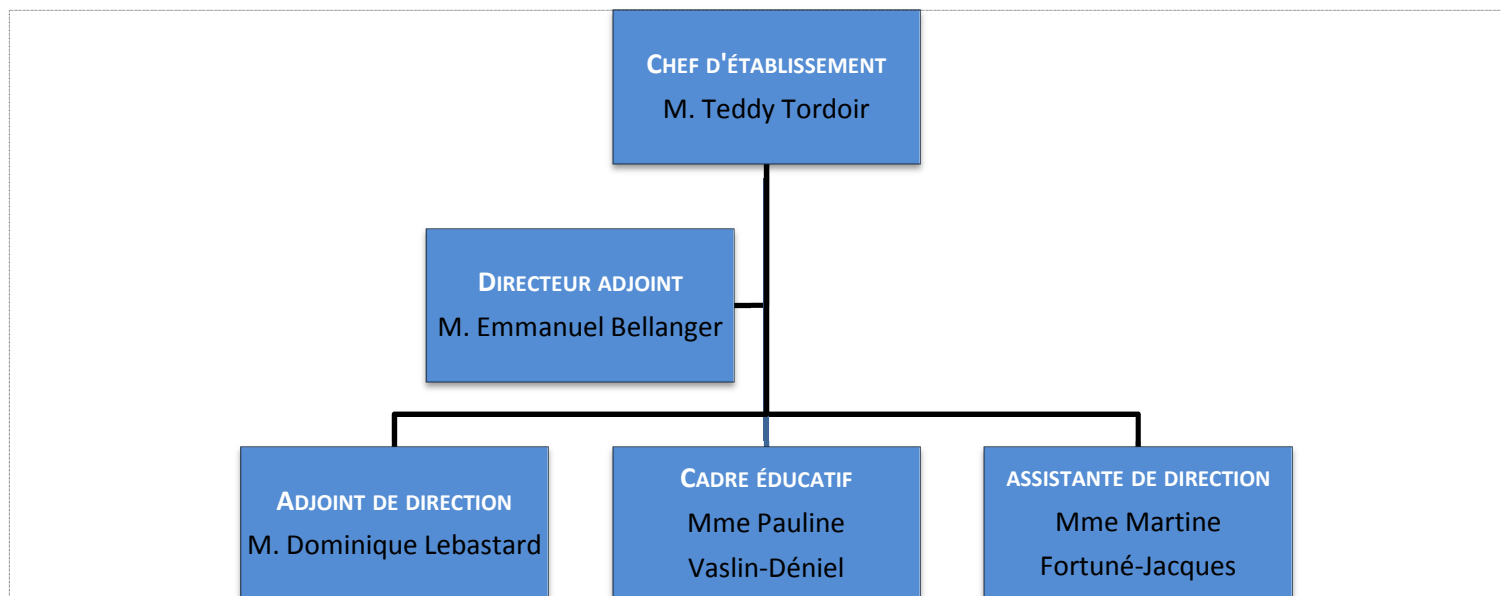 CHEF D'ÉTABLISSEMENT
M. Teddy Tordoir
DIRECTEUR ADJOINT
M. Emmanuel Bellanger
ADJOINT DE DIRECTION
M. Dominique Lebastard
CADRE ÉDUCATIF
Mme Pauline
Vaslin-Déniel
ASSISTANTE DE DIRECTION
Mme Martine
Fortuné-Jacques